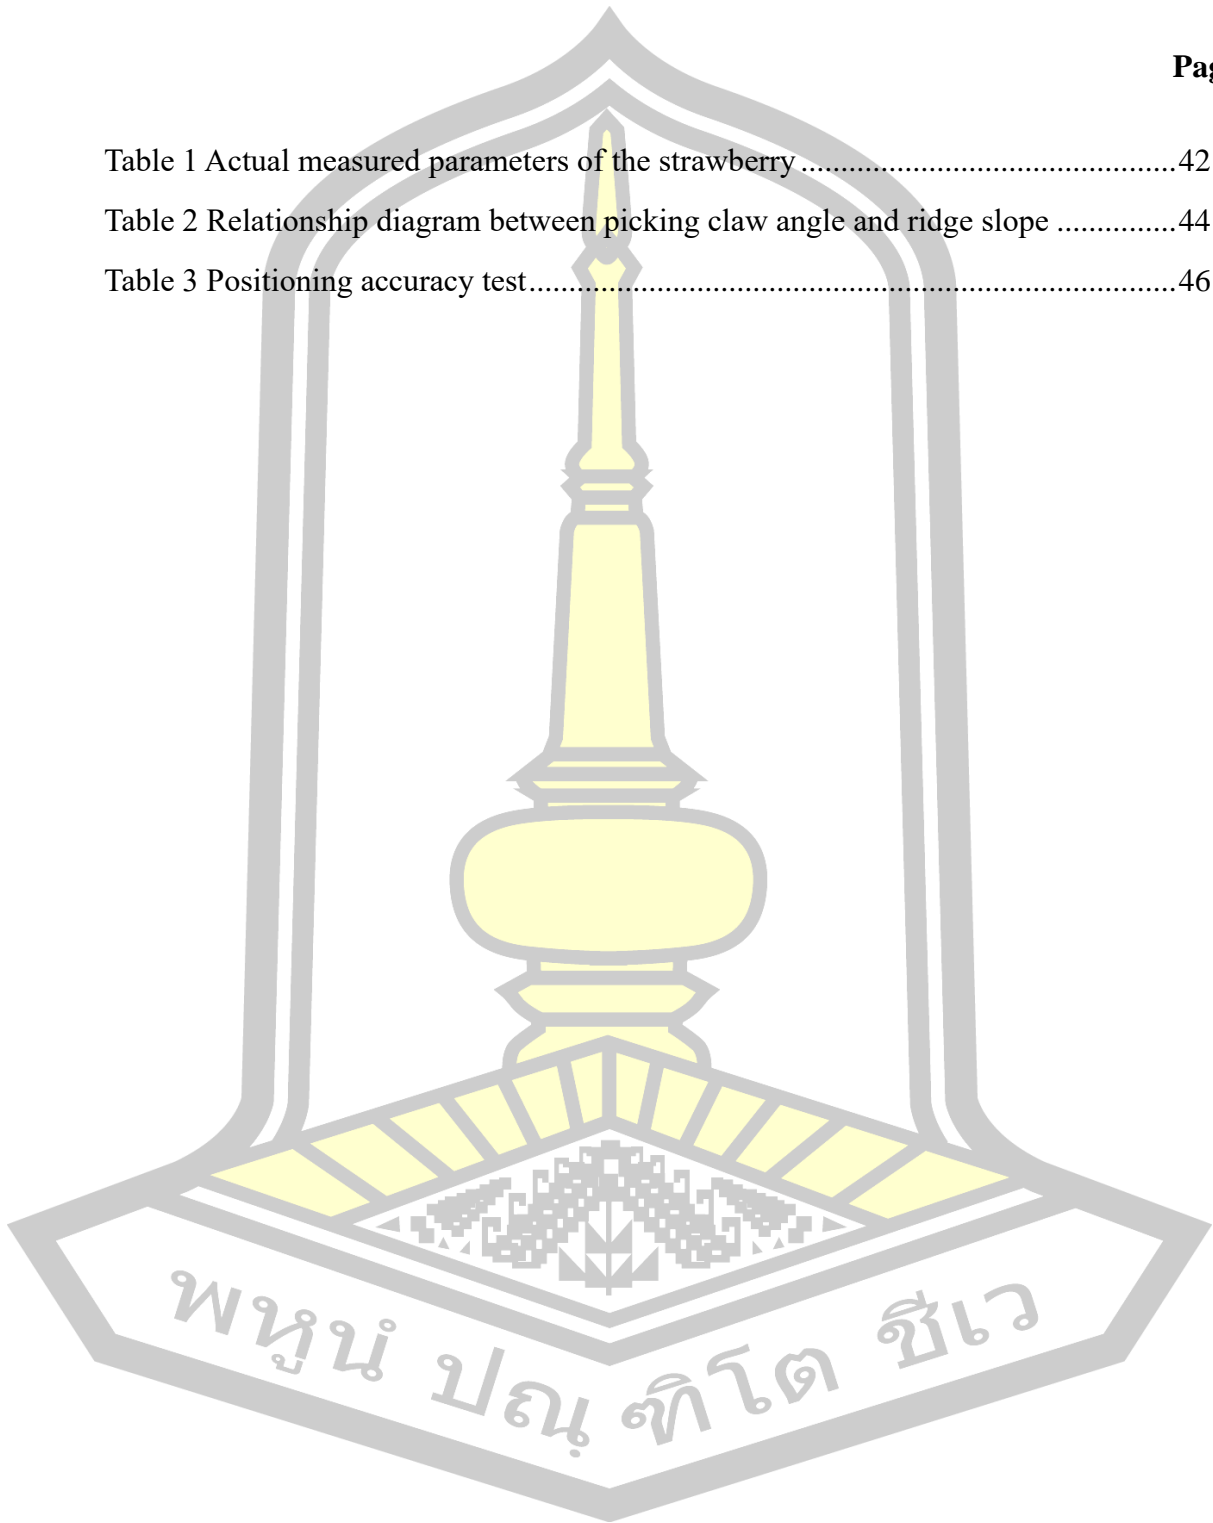 Pag
Table 1 Actual measured parameters of the strawberry ............................................... 42
Table 2 Relationship diagram between picking claw angle and ridge slope ............... 44
Table 3 Positioning accuracy test................................................................................. 46
พหูนํ ปณฺฑิโต ชีเว